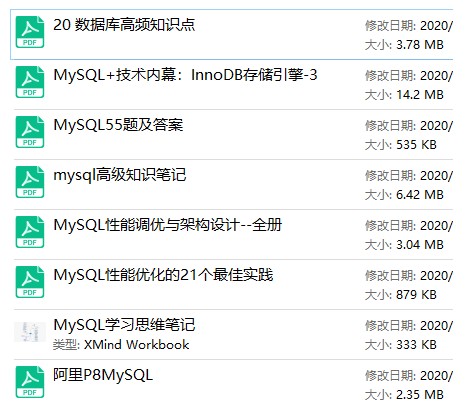 20 数据库高频知识点
修改日期: 2020/
PDF
大小: 3.78 MB
MySQL+技术内幕：InnoDB存储引擎-3
修改日期: 2020/
PDF
大小: 14.2 MB
MySQL55题及答案
修改日期: 2020/
PDF
大小: 535 KB
mysql高级知识笔记
修改日期: 2020/
PDF
大小: 6.42 MB
MySQL性能调优与架构设计--全册
修改日期: 2020/
PDF
大小: 3.04 MB
MySQL性能优化的21个最佳实践
修改日期: 2020/
PDF
大小: 879 KB
MySQL学习思维笔记
修改日期: 2020/
类型: XMind Workbook
大小: 333 KB
阿里P8MySQL
修改日期: 2020/
PDF
大小: 2.35 MB